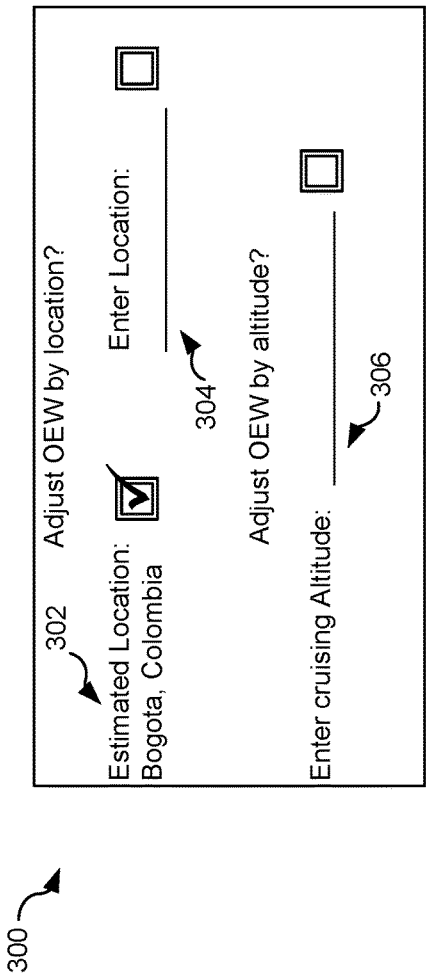 300
Adjust OEW by location?
302
Estimated Location:
Bogota, Colombia
Enter Location:
304
Adjust OEW by altitude?
Enter cruising Altitude:
306